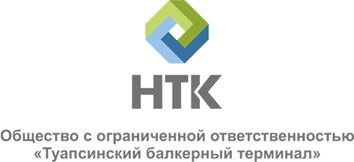 НТК
Общество с ограниченной ответственностью
«Туапсинский балкерный терминал»